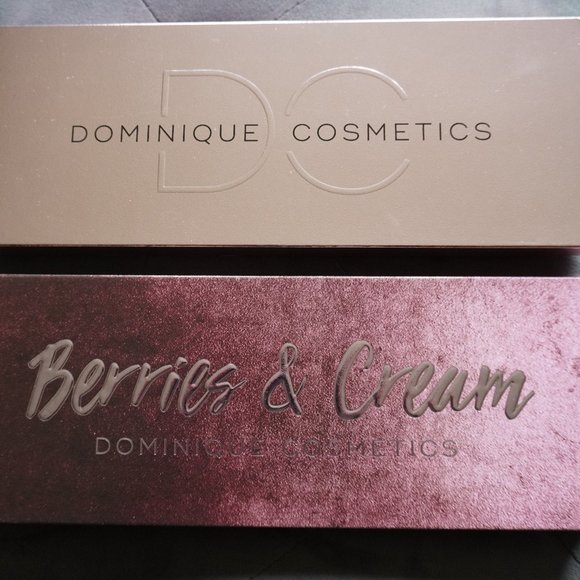 DC
DOMINIQUE COSMETICS
Berries & Cream
DOMINIQUE COSMETICS